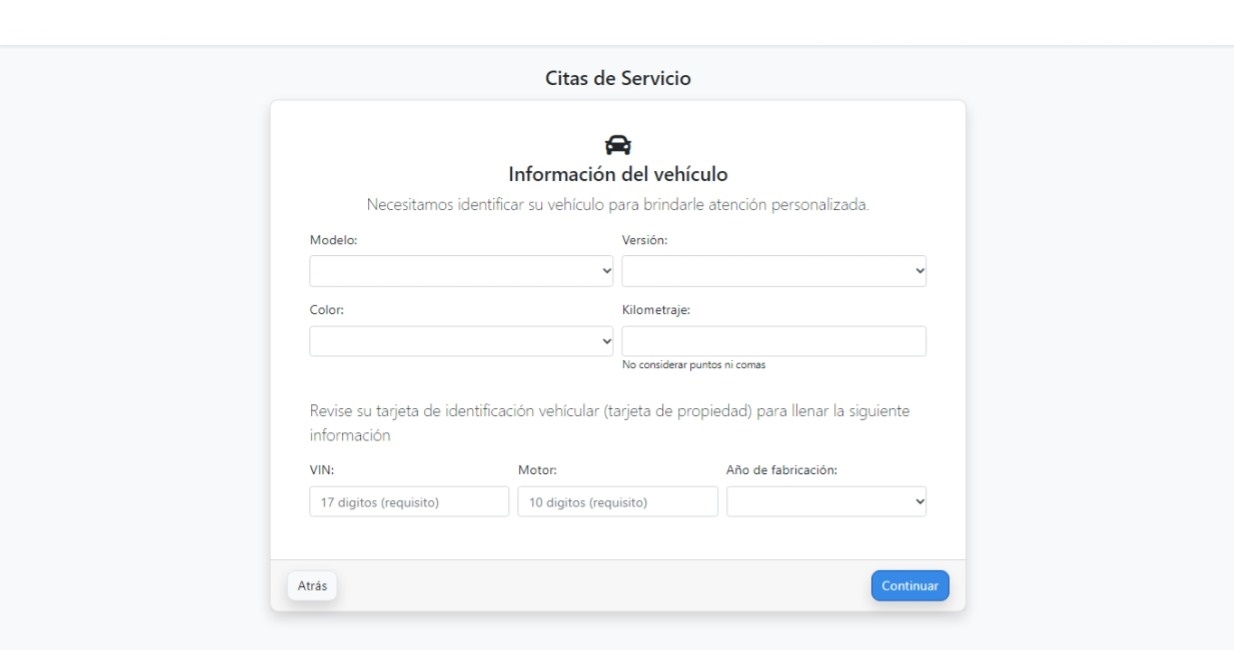 Citas de Servicio
Información del vehículo
Necesitamos identificar su vehículo para brindarle atención personalizada.
Modelo:
Versión:
Color:
Kilometraje:
No considerar puntos ni comas
Revise su tarjeta de identificación vehícular (tarjeta de propiedad) para llenar la siguiente
información
VIN:
Motor:
Año de fabricación:
17 digitos (requisito)
10 digitos (requisito)
Atrás
Continuar